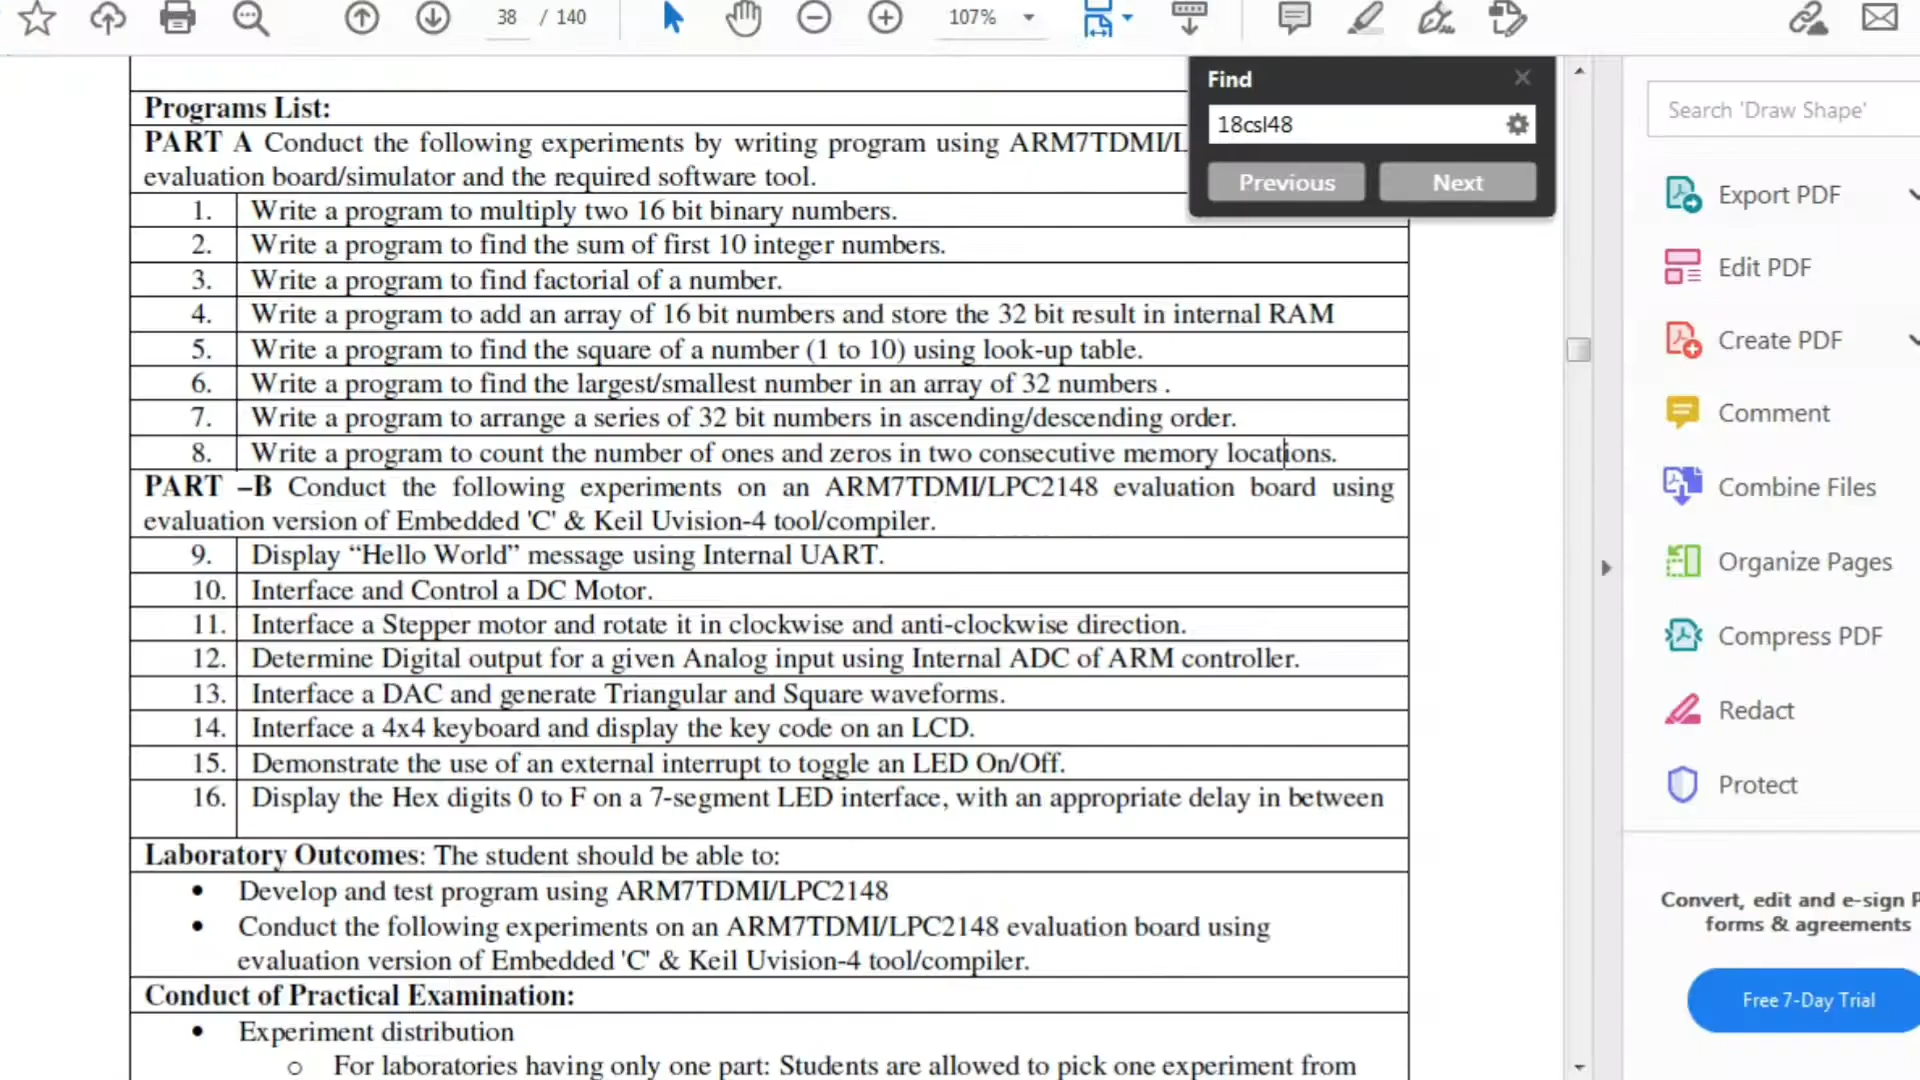 38 / 140
107%
Find
18csl48
Previous
Next
Search 'Draw Shape'
Export PDF
Edit PDF
Create PDF
Comment
Combine Files
Organize Pages
Compress PDF
Redact
Protect
Convert, edit and e-sign
forms & agreements
Free 7-Day Trial
Programs List:
PART A Conduct the following experiments by writing program using ARM7TDMI/L
evaluation board/simulator and the required software tool.
1. Write a program to multiply two 16 bit binary numbers.
2. Write a program to find the sum of first 10 integer numbers.
3. Write a program to find factorial of a number.
4. Write a program to add an array of 16 bit numbers and store the 32 bit result in internal RAM
5. Write a program to find the square of a number (1 to 10) using look-up table.
6. Write a program to find the largest/smallest number in an array of 32 numbers .
7. Write a program to arrange a series of 32 bit numbers in ascending/descending order.
8. Write a program to count the number of ones and zeros in two consecutive memory locations.
PART –B Conduct the following experiments on an ARM7TDMI/LPC2148 evaluation board using
evaluation version of Embedded 'C' & Keil Uvision-4 tool/compiler.
9. Display “Hello World” message using Internal UART.
10. Interface and Control a DC Motor.
11. Interface a Stepper motor and rotate it in clockwise and anti-clockwise direction.
12. Determine Digital output for a given Analog input using Internal ADC of ARM controller.
13. Interface a DAC and generate Triangular and Square waveforms.
14. Interface a 4x4 keyboard and display the key code on an LCD.
15. Demonstrate the use of an external interrupt to toggle an LED On/Off.
16. Display the Hex digits 0 to F on a 7-segment LED interface, with an appropriate delay in between
Laboratory Outcomes: The student should be able to:
• Develop and test program using ARM7TDMI/LPC2148
• Conduct the following experiments on an ARM7TDMI/LPC2148 evaluation board using
evaluation version of Embedded 'C' & Keil Uvision-4 tool/compiler.
Conduct of Practical Examination:
• Experiment distribution
o For laboratories having only one part: Students are allowed to pick one experiment from